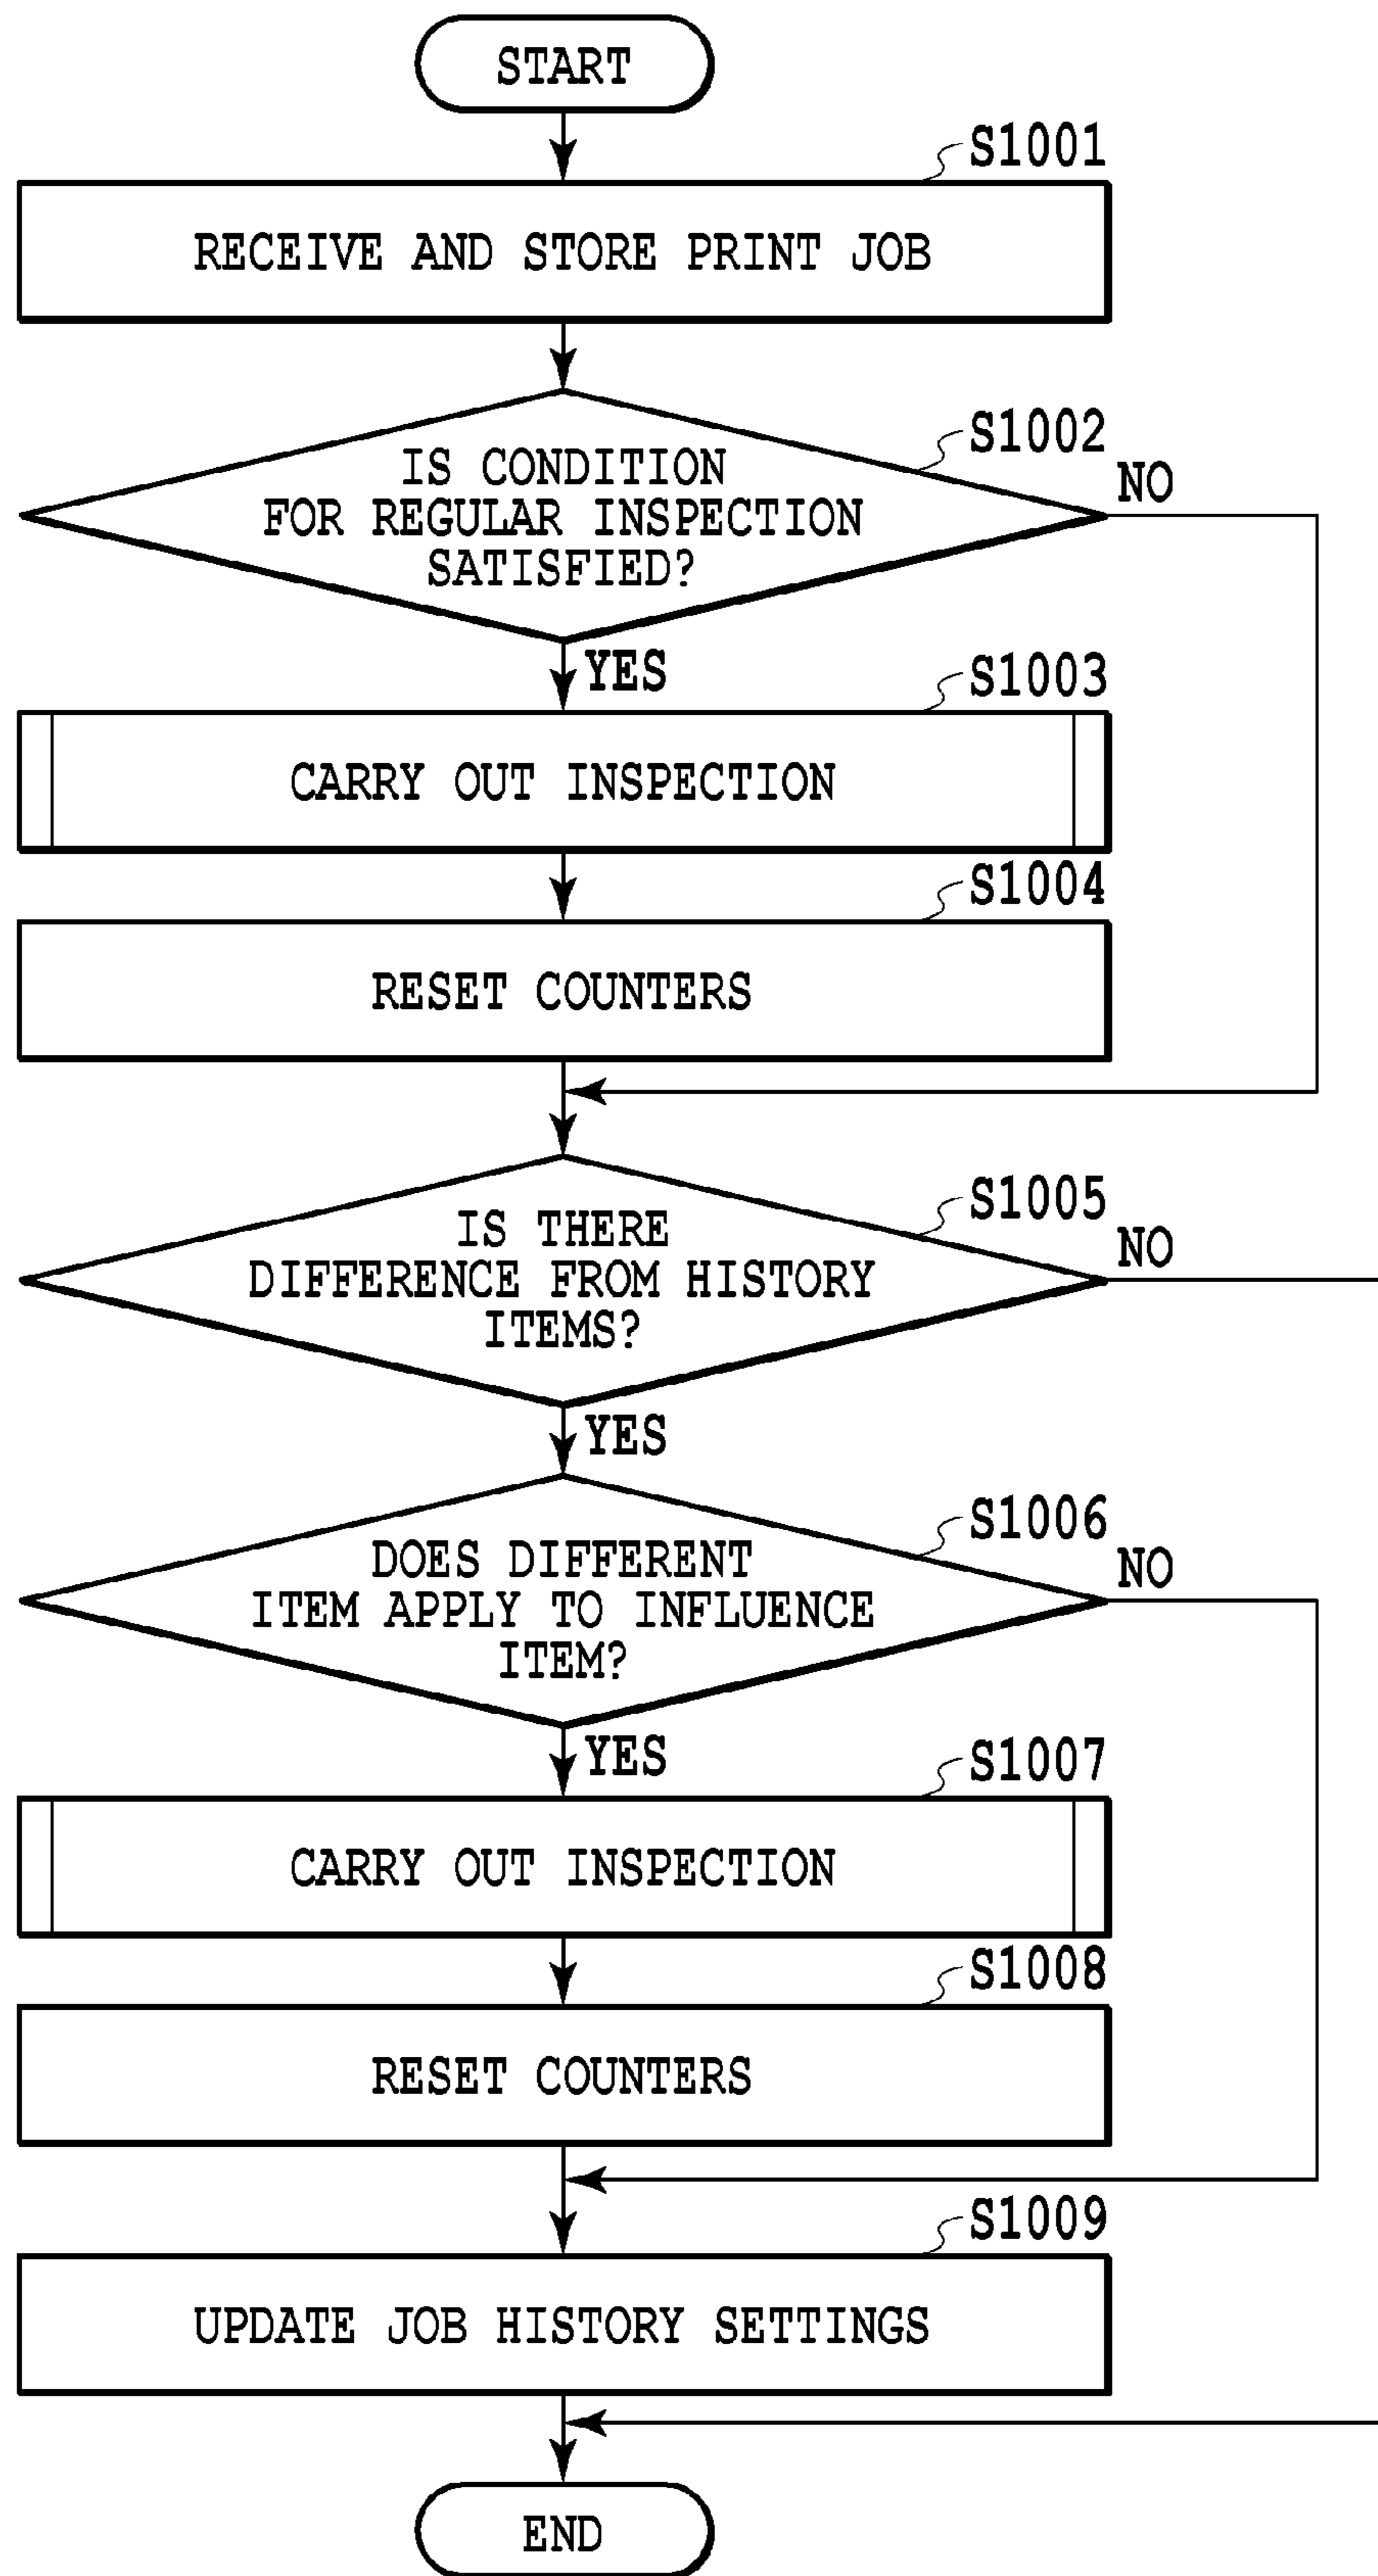 START
S1001
RECEIVE AND STORE PRINT JOB
S1002
IS CONDITION
FOR REGULAR INSPECTION
SATISFIED?
NO
YES
S1003
CARRY OUT INSPECTION
S1004
RESET COUNTERS
S1005
IS THERE
DIFFERENCE FROM HISTORY
ITEMS?
NO
YES
S1006
DOES DIFFERENT
ITEM APPLY TO INFLUENCE
ITEM?
NO
YES
S1007
CARRY OUT INSPECTION
S1008
RESET COUNTERS
S1009
UPDATE JOB HISTORY SETTINGS
END